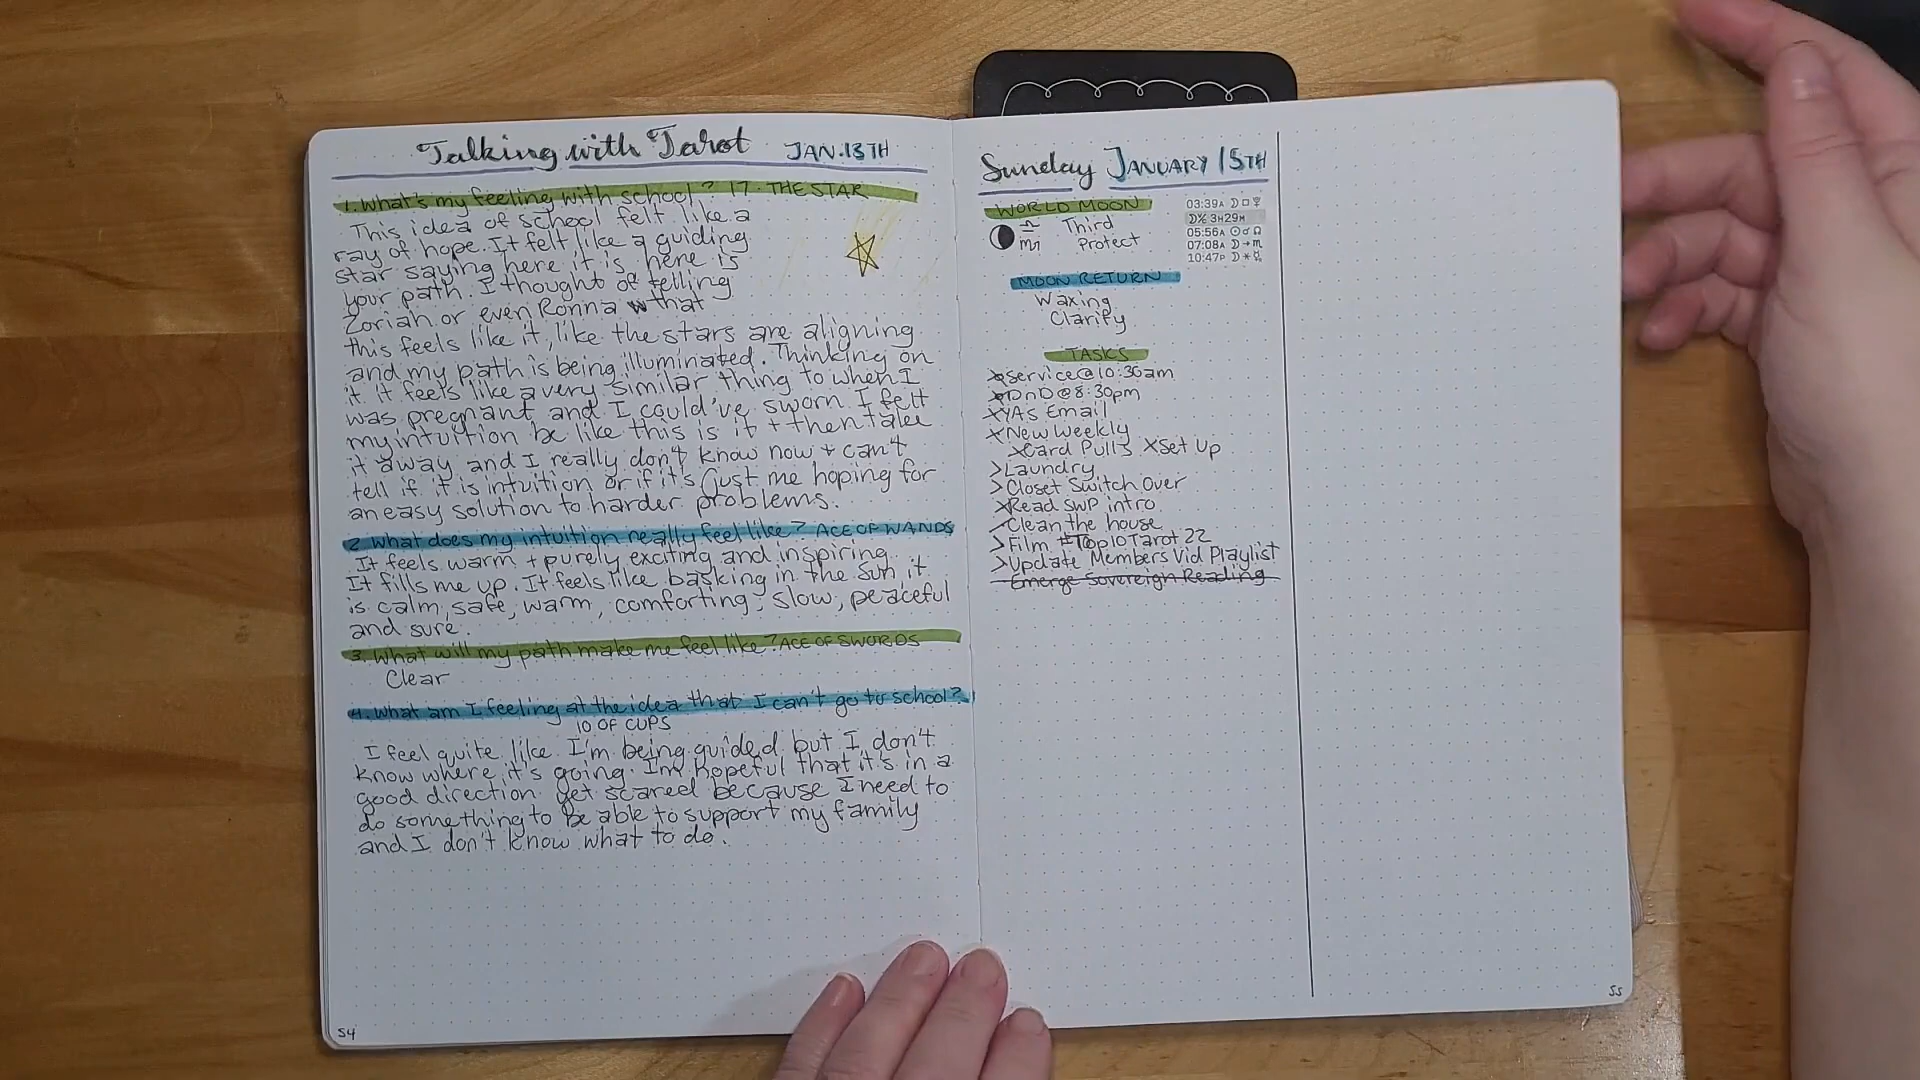 Talking with Tarot JAN.13TH
1. What's my feeling with school? 17. THE STAR
This idea of school felt like a
ray of hope. It felt like a guiding
star saying here it is, here is
your path. I thought of telling
Zoriah or even Ronna that
this feels like it, like the stars are aligning
and my path is being illuminated. Thinking on
it it feels like a very similar thing to when I
was pregnant and I could've sworn I felt
my intuition be like this is it + then take
it away and I really don't know now + can't
tell if it is intuition or if it's just me hoping for
an easy solution to harder problems.
2. What does my intuition really feel like? ACE OF WANDS
It feels warm + purely exciting and inspiring.
It fills me up. It feels like basking in the sun it
is calm, safe, warm, comforting, slow, peaceful
and sure.
3. What will my path make me feel like? ACE OF SWORDS
Clear
4. What am I feeling at the idea that I can't go to school?
10 OF CUPS
I feel quite like I'm being guided but I don't
know where it's going. I'm hopeful that it's in a
good direction. get scared because I need to
do something to be able to support my family
and I don't know what to do.
54
Sunday JANUARY 15TH
WORLD MOON
♎ Third
♏ Protect
03:39A ☽□♆
☽% 3H29M
05:56A ☉☌☊
07:08A ☽→♏
10:47P ☽⚹☿
MOON RETURN
Waxing
Clarify
TASKS
Service@10:30am
DnD@8:30pm
XYAs Email
XNew Weekly
XCard Pulls XSet Up
>Laundry
>Closet Switch Over
XRead SWP intro
/Clean the house
>Film #Top10Tarot22
>Update Members Vid Playlist
Emerge Sovereign Reading
55